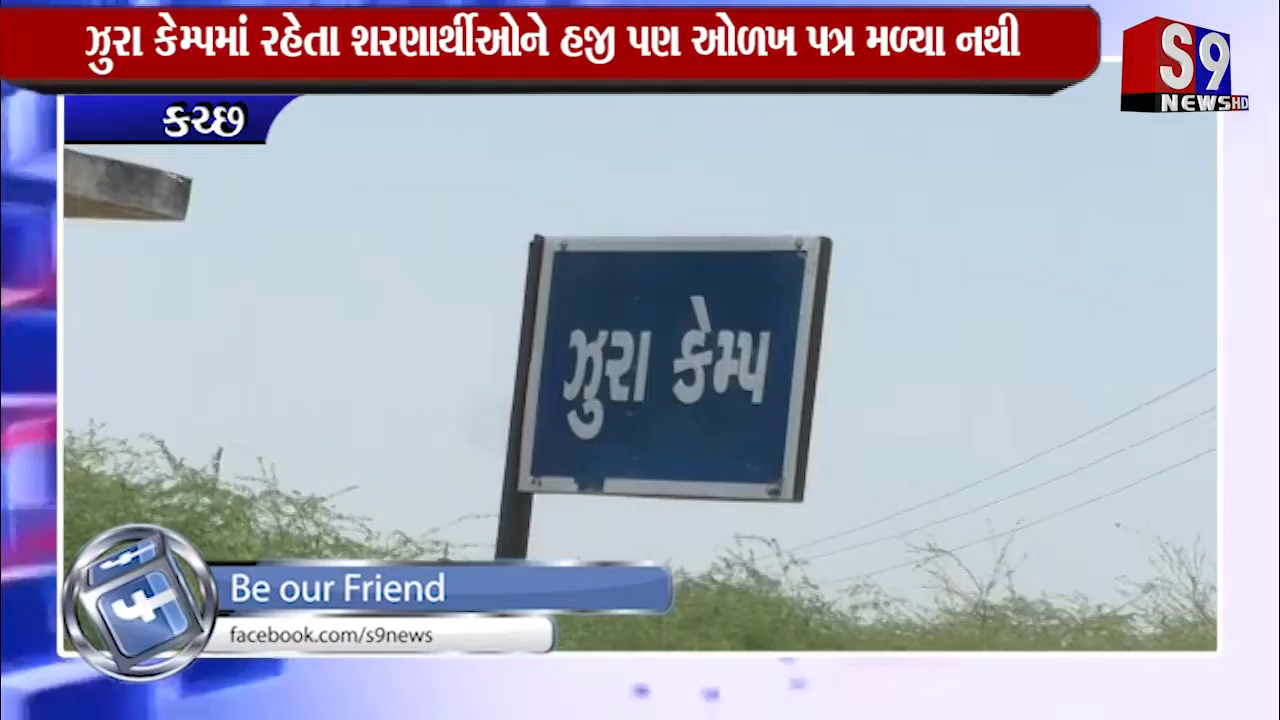 ઝુરા કેમ્પમાં રહેતા શરણાર્થીઓને હજી પણ ઓળખ પત્ર મળ્યા નથી
S9
NEWS HD
કચ્છ
ઝુરા કેમ્પ
Be our Friend
facebook.com/s9news